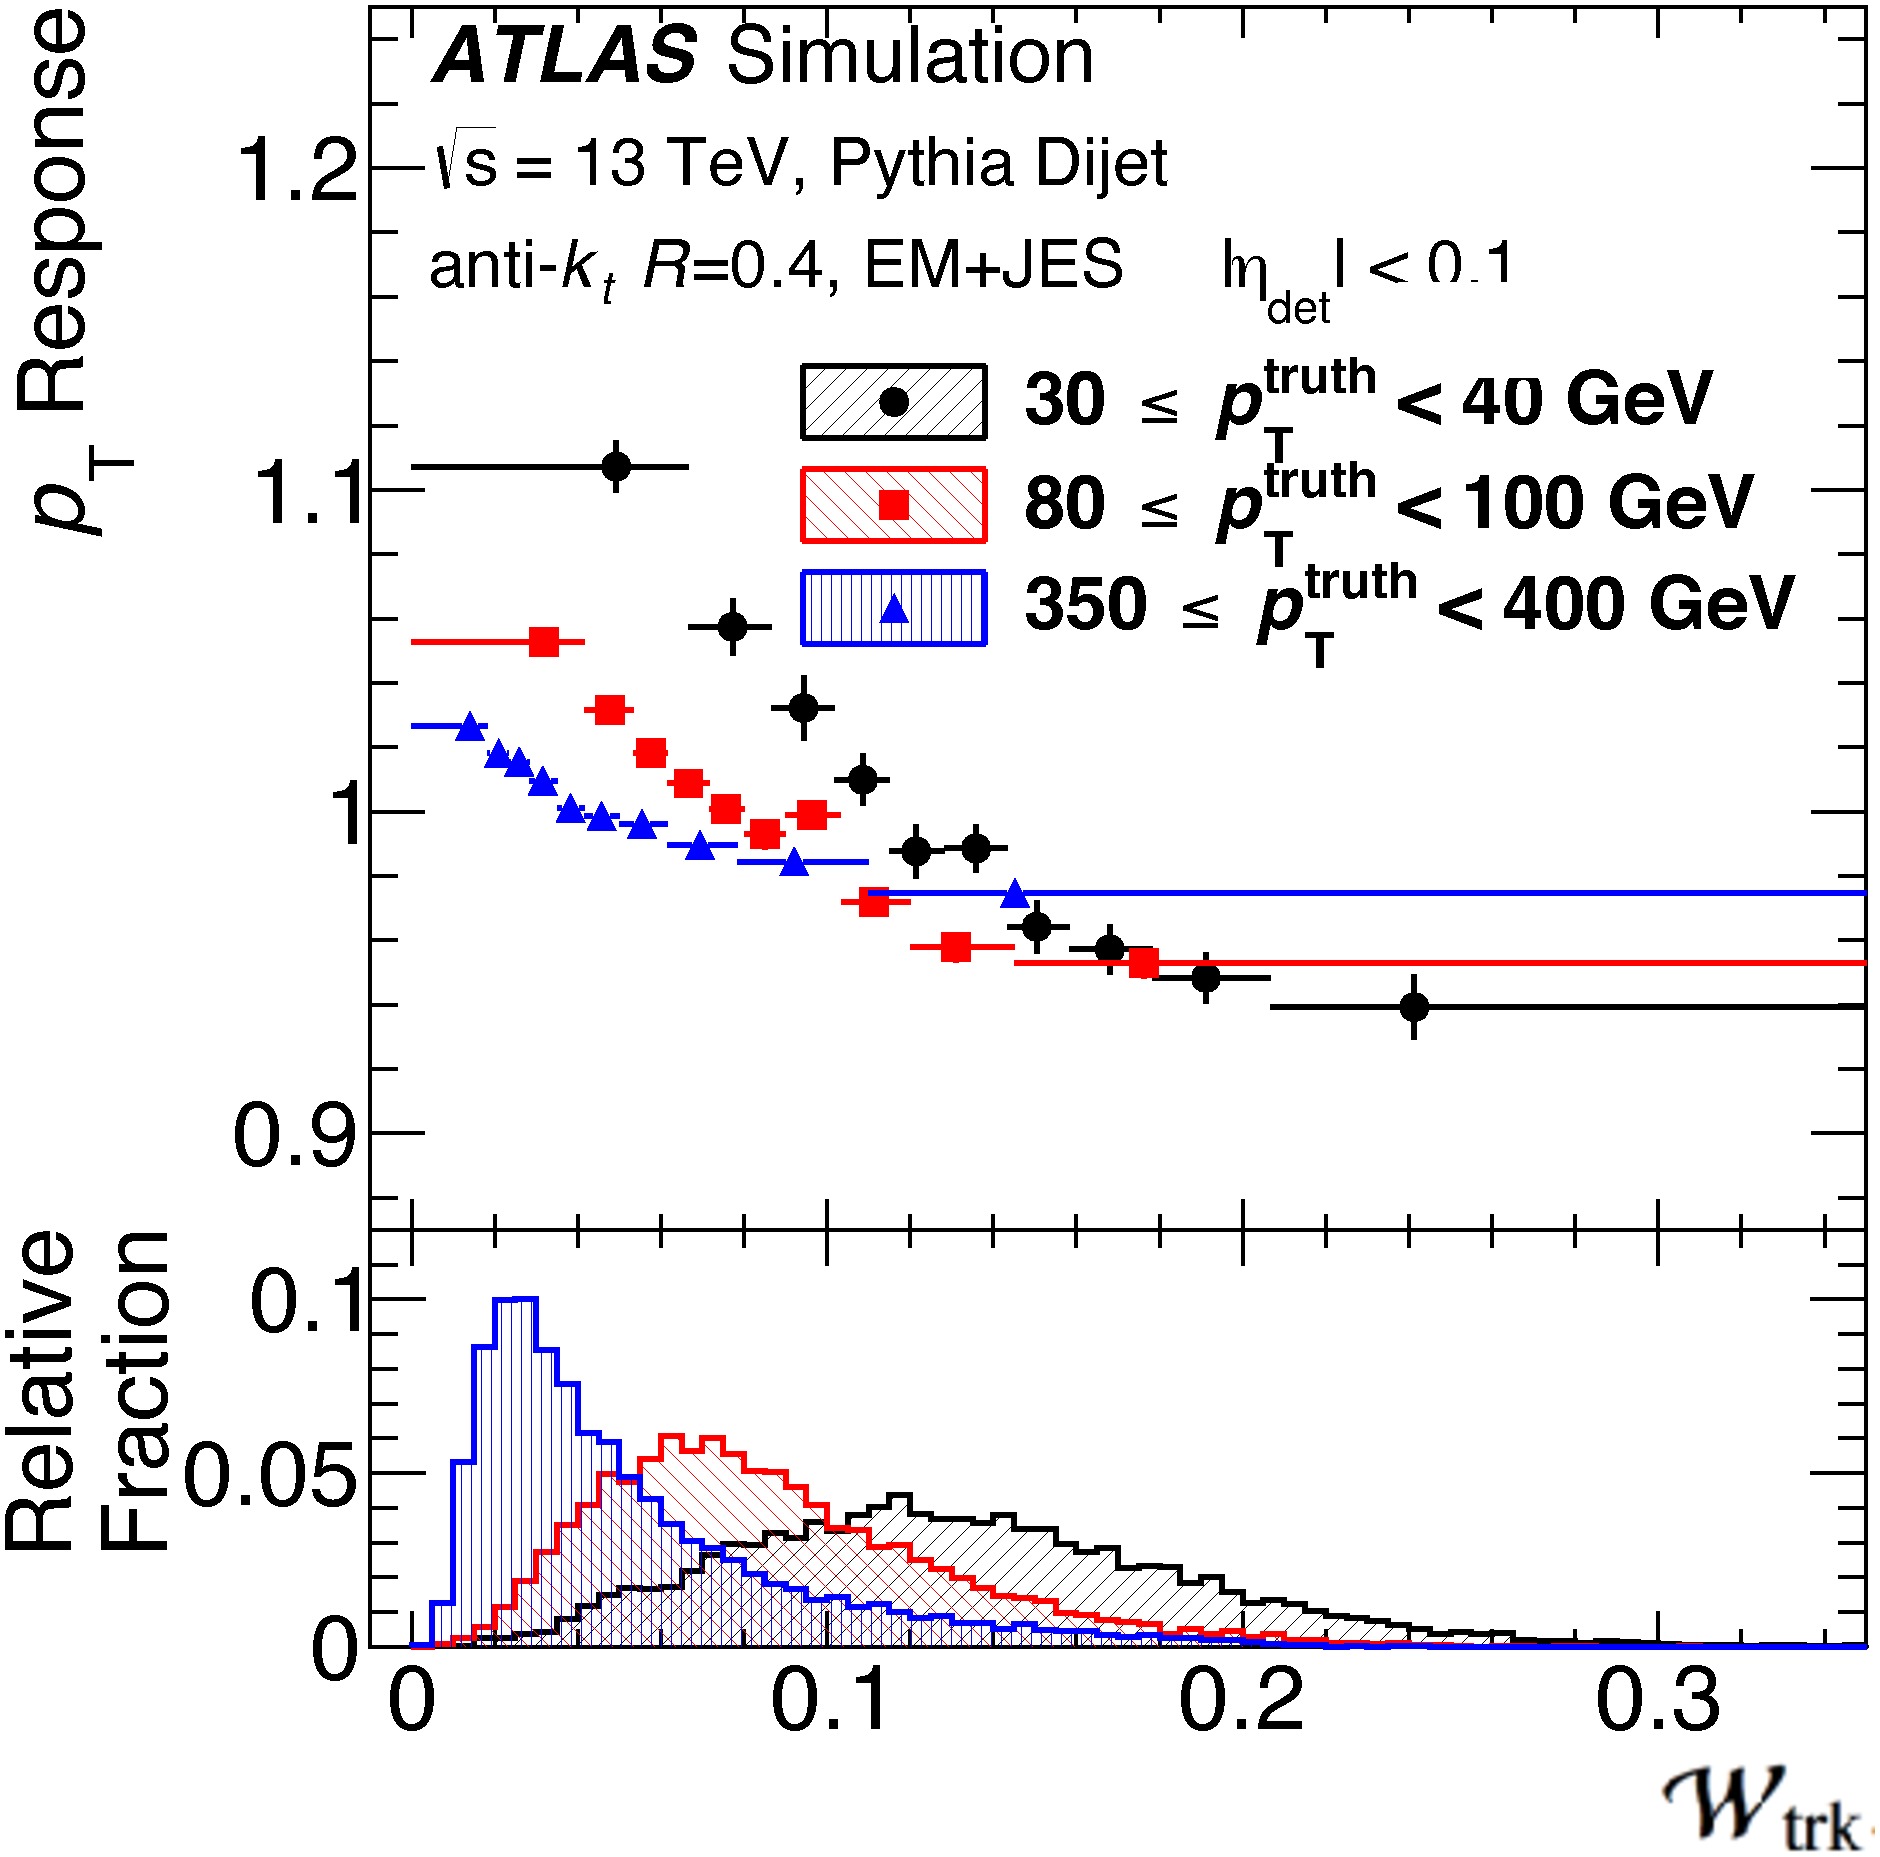 ATLAS Simulation
√s = 13 TeV, Pythia Dijet
anti-kt R=0.4, EM+JES |ηdet| < 0.1
30 ≤ pTtruth < 40 GeV
80 ≤ pTtruth < 100 GeV
350 ≤ pTtruth < 400 GeV
pT Response
1.2
1.1
1
0.9
Relative
Fraction
0.1
0.05
0
0 0.1 0.2 0.3
Wtrk